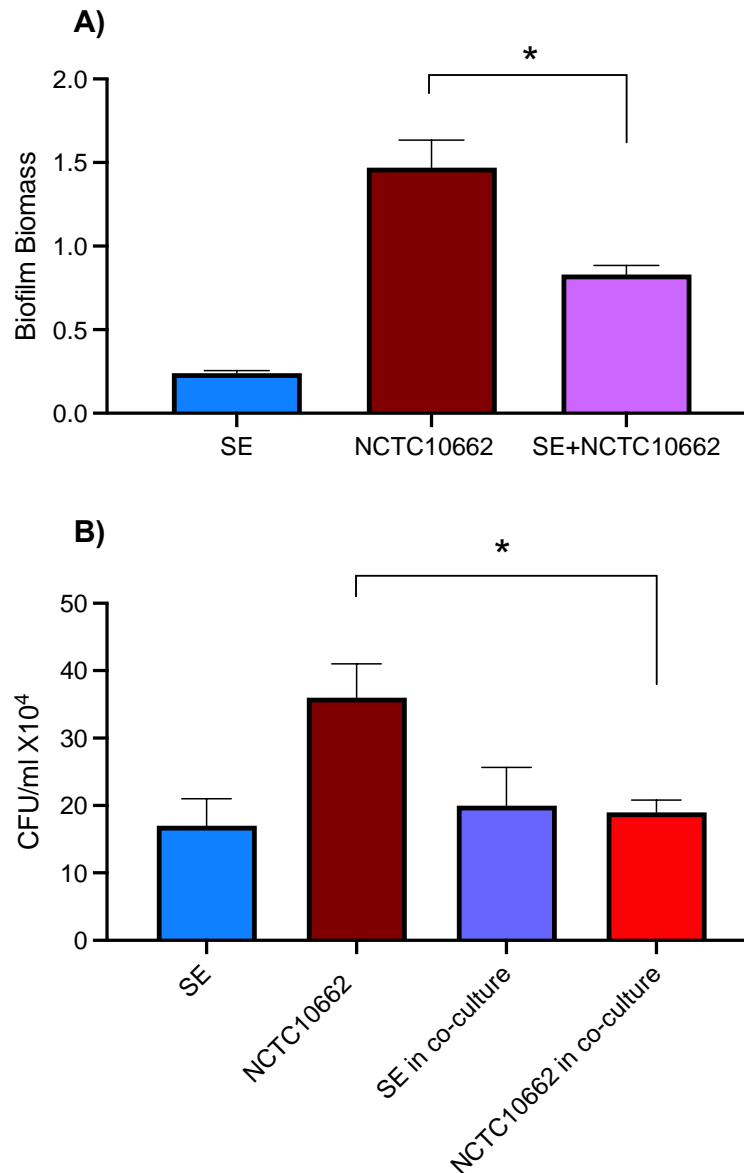 A)
*
2.0
1.5
1.0
0.5
0.0
Biofilm Biomass
SE
NCTC10662
SE+NCTC10662
B)
*
50
40
30
20
10
0
CFU/ml X10⁴
SE
NCTC10662
SE in co-culture
NCTC10662 in co-culture